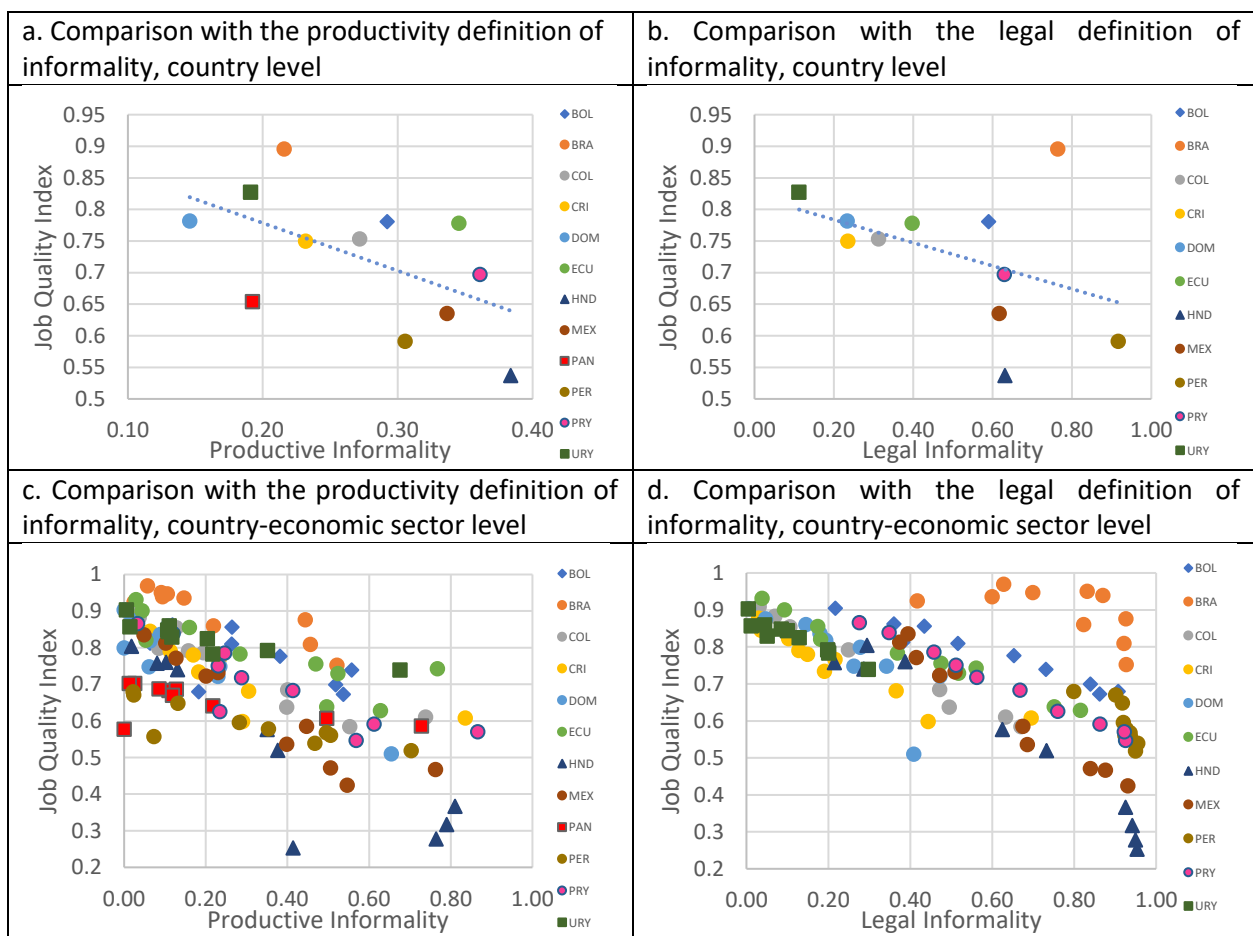 a. Comparison with the productivity definition of
informality, country level
b. Comparison with the legal definition of
informality, country level
Job Quality Index
0.95
0.9
0.85
0.8
0.75
0.7
0.65
0.6
0.55
0.5
0.10 0.20 0.30 0.40
Productive Informality
BOL
BRA
COL
CRI
DOM
ECU
HND
MEX
PAN
PER
PRY
URY
Job Quality Index
0.95
0.9
0.85
0.8
0.75
0.7
0.65
0.6
0.55
0.5
0.00 0.20 0.40 0.60 0.80 1.00
Legal Informality
BOL
BRA
COL
CRI
DOM
ECU
HND
MEX
PER
PRY
URY
c. Comparison with the productivity definition of
informality, country-economic sector level
d. Comparison with the legal definition of
informality, country-economic sector level
Job Quality Index
1
0.9
0.8
0.7
0.6
0.5
0.4
0.3
0.2
0.00 0.20 0.40 0.60 0.80 1.00
Productive Informality
BOL
BRA
COL
CRI
DOM
ECU
HND
MEX
PAN
PER
PRY
URY
Job Quality Index
1
0.9
0.8
0.7
0.6
0.5
0.4
0.3
0.2
0.00 0.20 0.40 0.60 0.80 1.00
Legal Informality
BOL
BRA
COL
CRI
DOM
ECU
HND
MEX
PER
PRY
URY